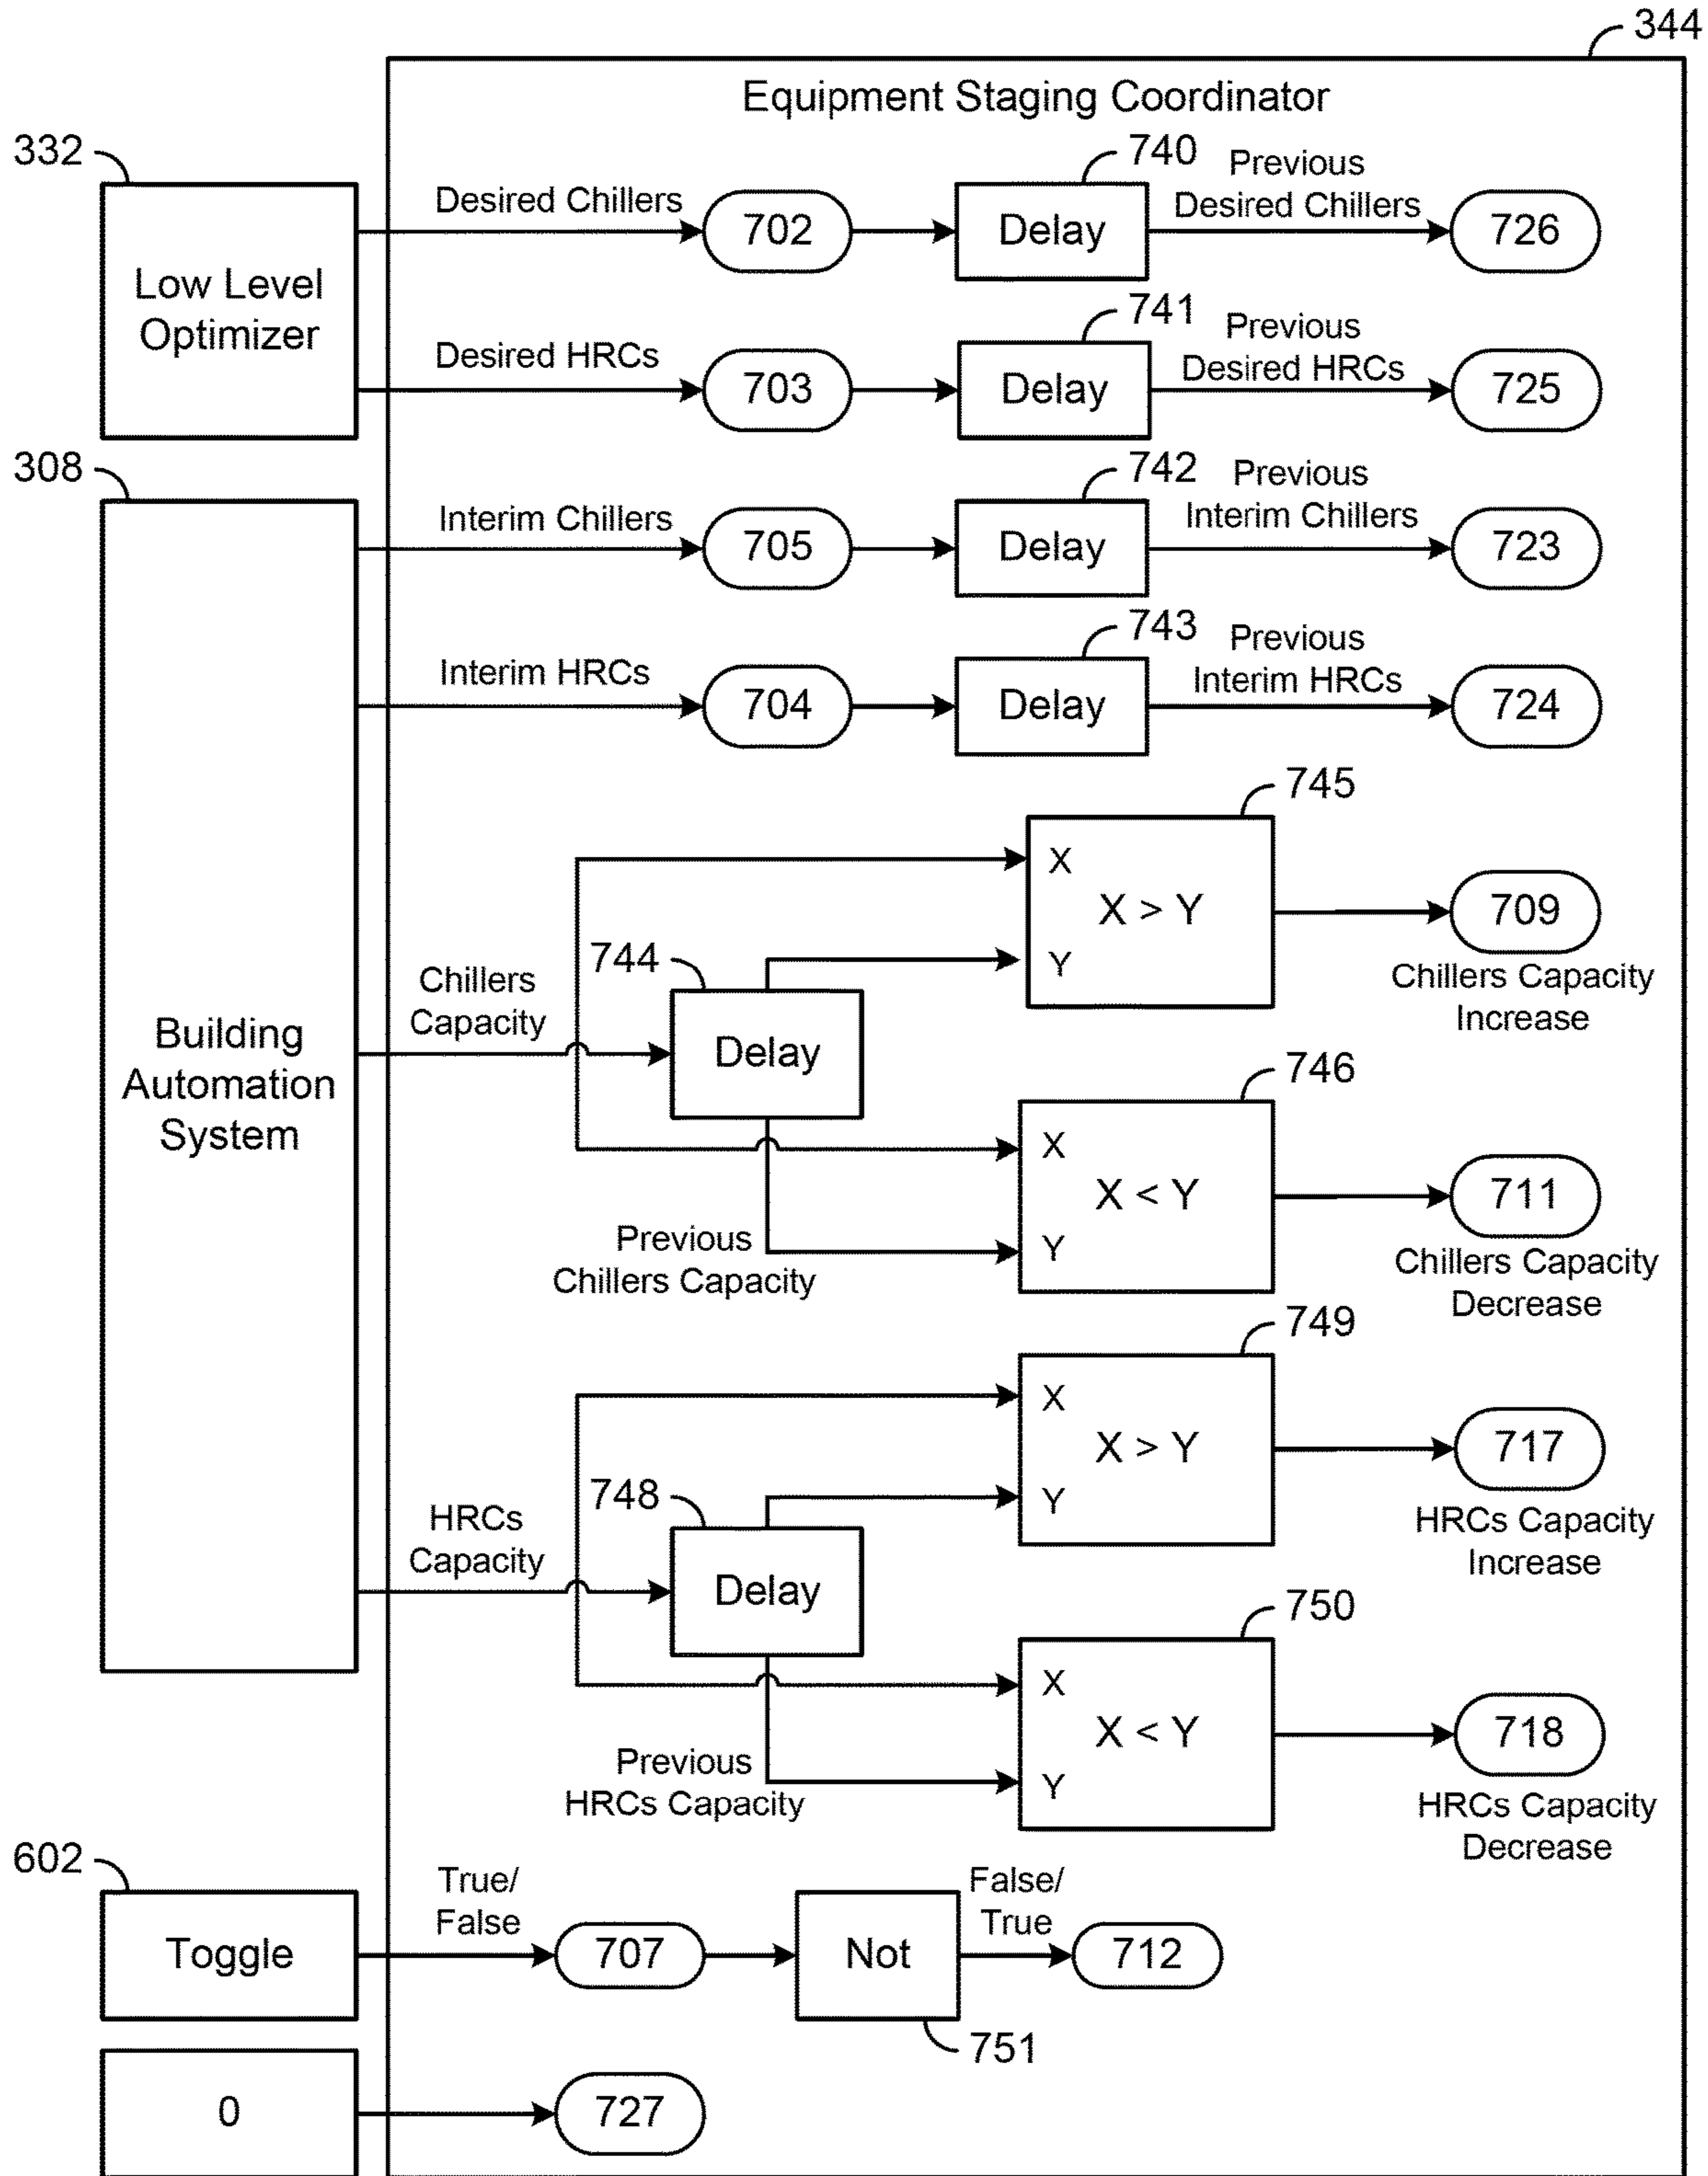 344
Equipment Staging Coordinator
332
Low Level
Optimizer
Desired Chillers
702
740
Delay
Previous
Desired Chillers
726
Desired HRCs
703
741
Delay
Previous
Desired HRCs
725
308
Building
Automation
System
Interim Chillers
705
742
Delay
Previous
Interim Chillers
723
Interim HRCs
704
743
Delay
Previous
Interim HRCs
724
745
X
X > Y
Y
709
Chillers Capacity
Increase
744
Chillers
Capacity
Delay
746
X
X < Y
Y
711
Chillers Capacity
Decrease
Previous
Chillers Capacity
749
X
X > Y
Y
717
HRCs Capacity
Increase
748
HRCs
Capacity
Delay
750
X
X < Y
Y
718
HRCs Capacity
Decrease
Previous
HRCs Capacity
602
Toggle
True/
False
707
Not
751
False/
True
712
0
727